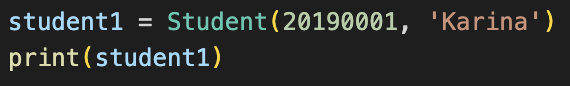 student1 = Student(20190001, 'Karina')
print(student1)